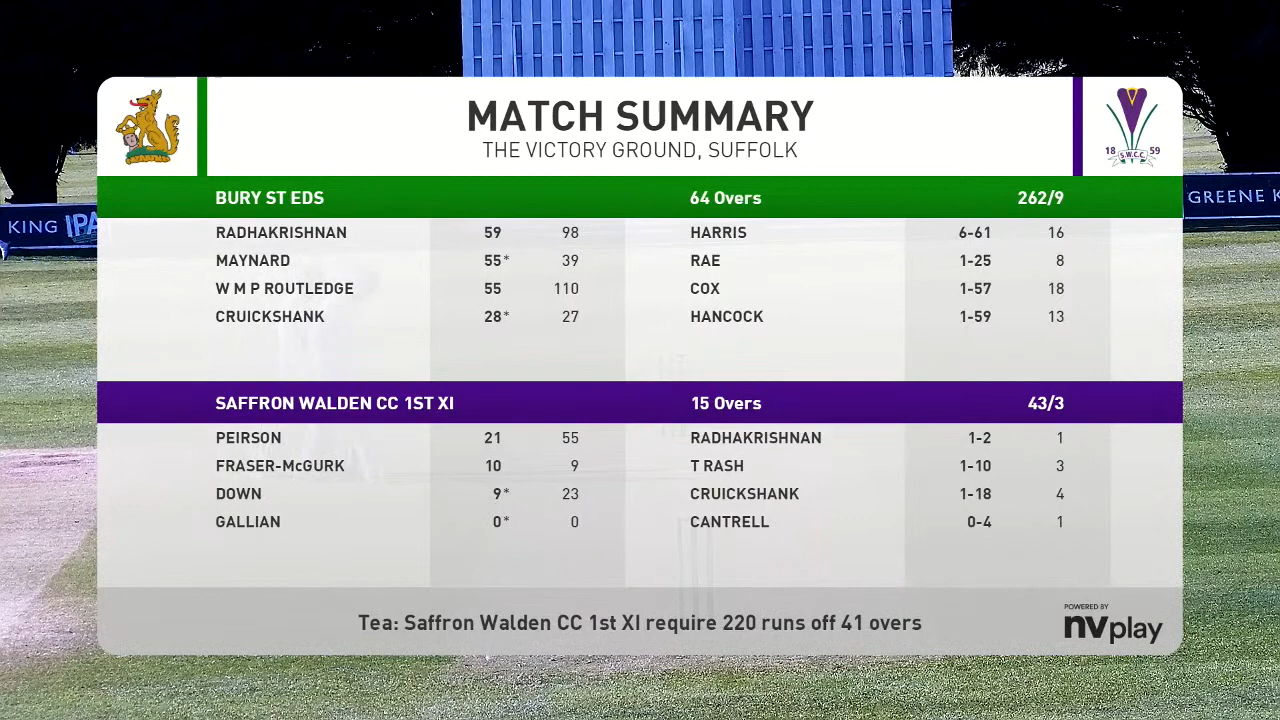 MATCH SUMMARY
THE VICTORY GROUND, SUFFOLK
18 S.W.C.C. 59
KING IPA
GREENE K
BURY ST EDS 64 Overs 262/9
RADHAKRISHNAN 59 98 HARRIS 6-61 16
MAYNARD 55* 39 RAE 1-25 8
W M P ROUTLEDGE 55 110 COX 1-57 18
CRUICKSHANK 28* 27 HANCOCK 1-59 13
SAFFRON WALDEN CC 1ST XI 15 Overs 43/3
PEIRSON 21 55 RADHAKRISHNAN 1-2 1
FRASER-McGURK 10 9 T RASH 1-10 3
DOWN 9* 23 CRUICKSHANK 1-18 4
GALLIAN 0* 0 CANTRELL 0-4 1
Tea: Saffron Walden CC 1st XI require 220 runs off 41 overs
POWERED BY
nvplay